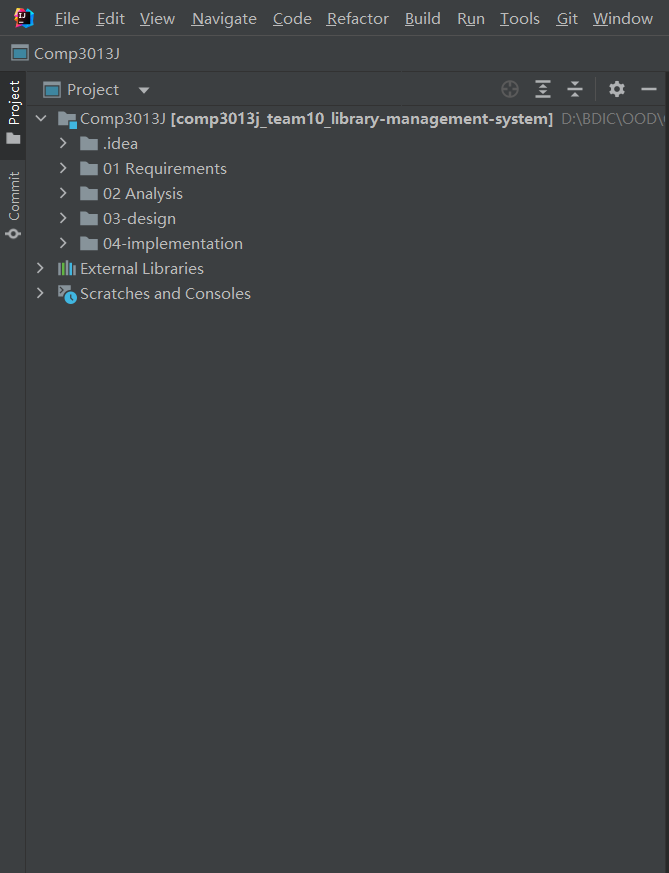 File Edit View Navigate Code Refactor Build Run Tools Git Window
Comp3013J
Project
Project
Commit
Comp3013J [comp3013j_team10_library-management-system] D:\BDIC\OOD\
.idea
01 Requirements
02 Analysis
03-design
04-implementation
External Libraries
Scratches and Consoles